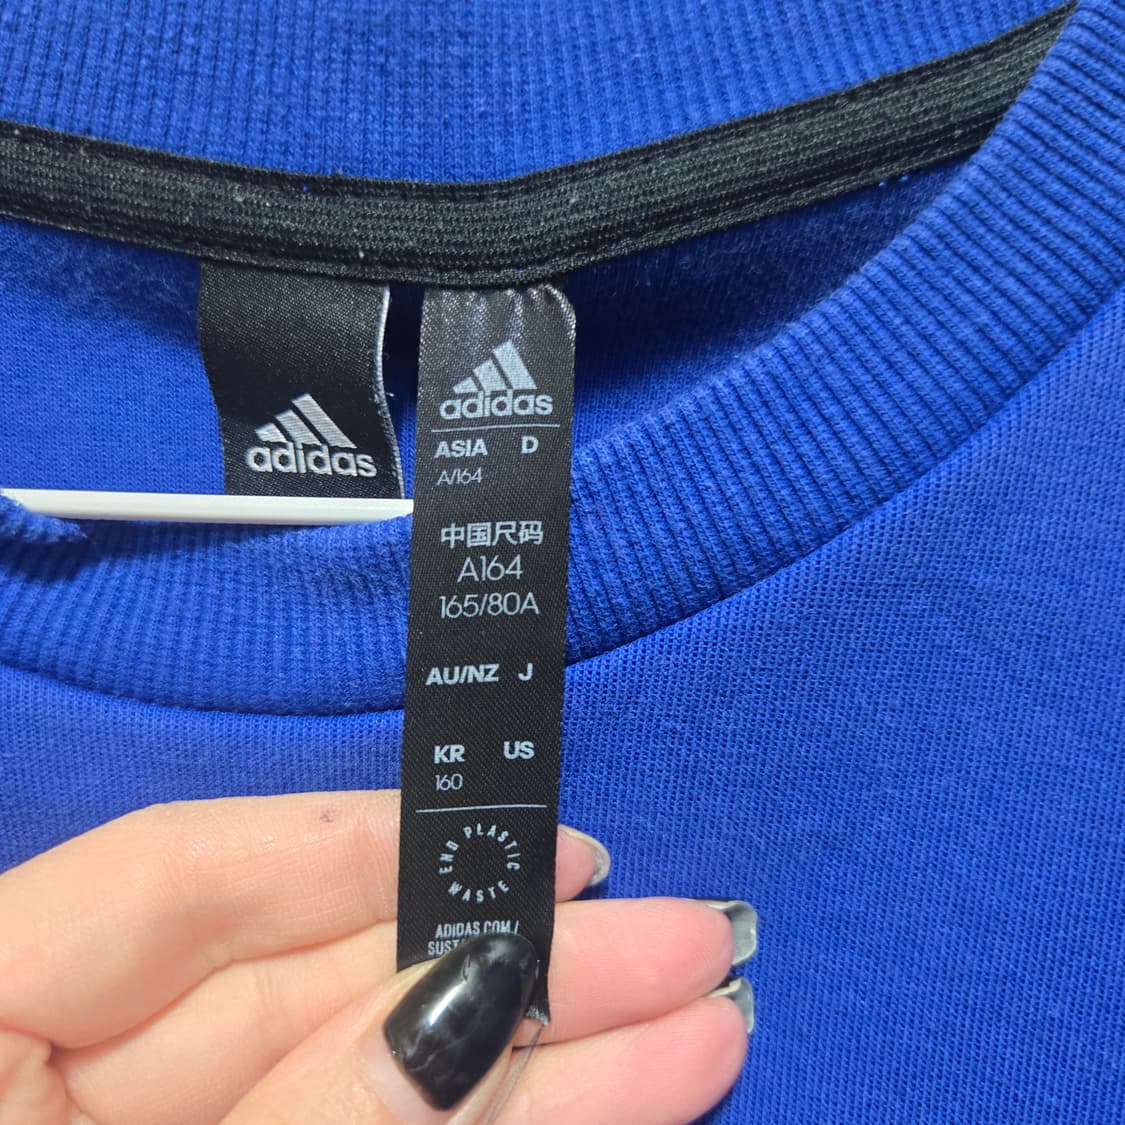 adidas
adidas
ASIA D
A/164
中国尺码
A164
165/80A
AU/NZ J
KR US
160
END PLASTIC WASTE
ADIDAS.COM/